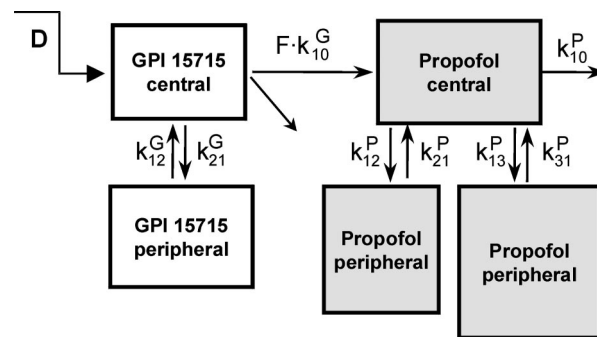 D
GPI 15715
central
F·k₁₀ᴳ
Propofol
central
k₁₀ᴾ
k₁₂ᴳ
k₂₁ᴳ
k₁₂ᴾ
k₂₁ᴾ
k₁₃ᴾ
k₃₁ᴾ
GPI 15715
peripheral
Propofol
peripheral
Propofol
peripheral